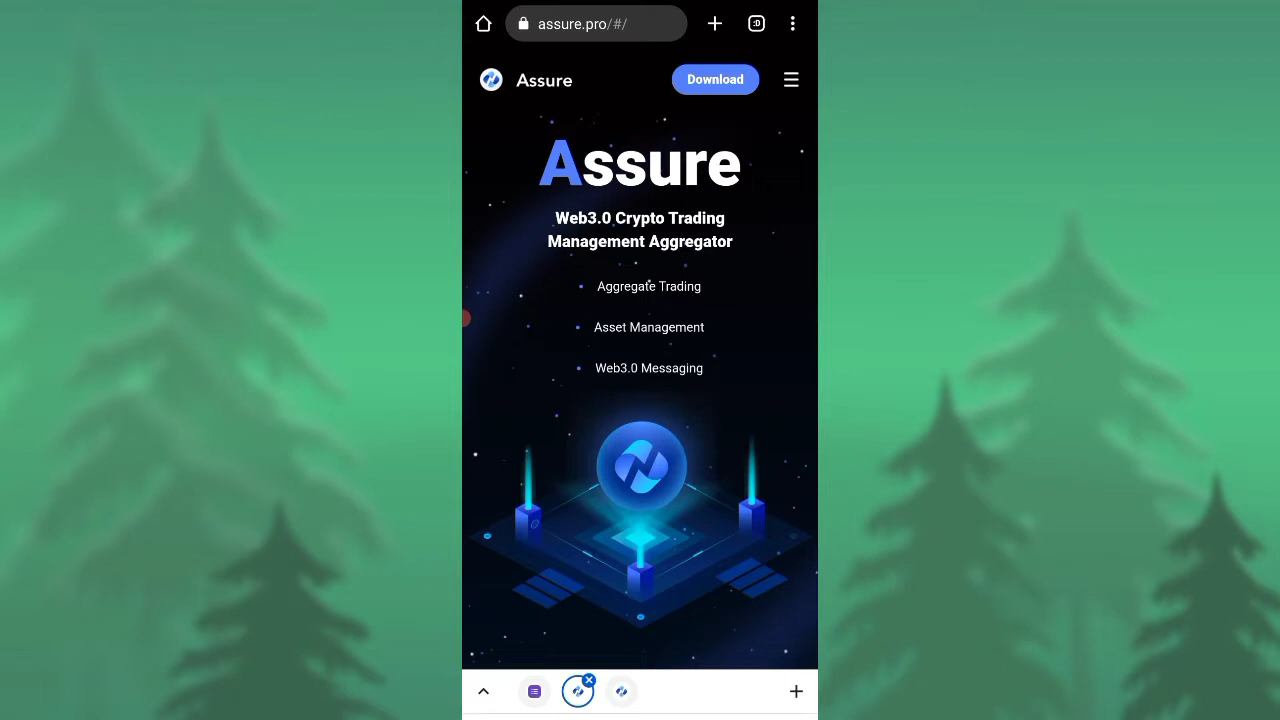 assure.pro/#/
:D
Assure
Download
Assure
Web3.0 Crypto Trading
Management Aggregator
Aggregate Trading
Asset Management
Web3.0 Messaging